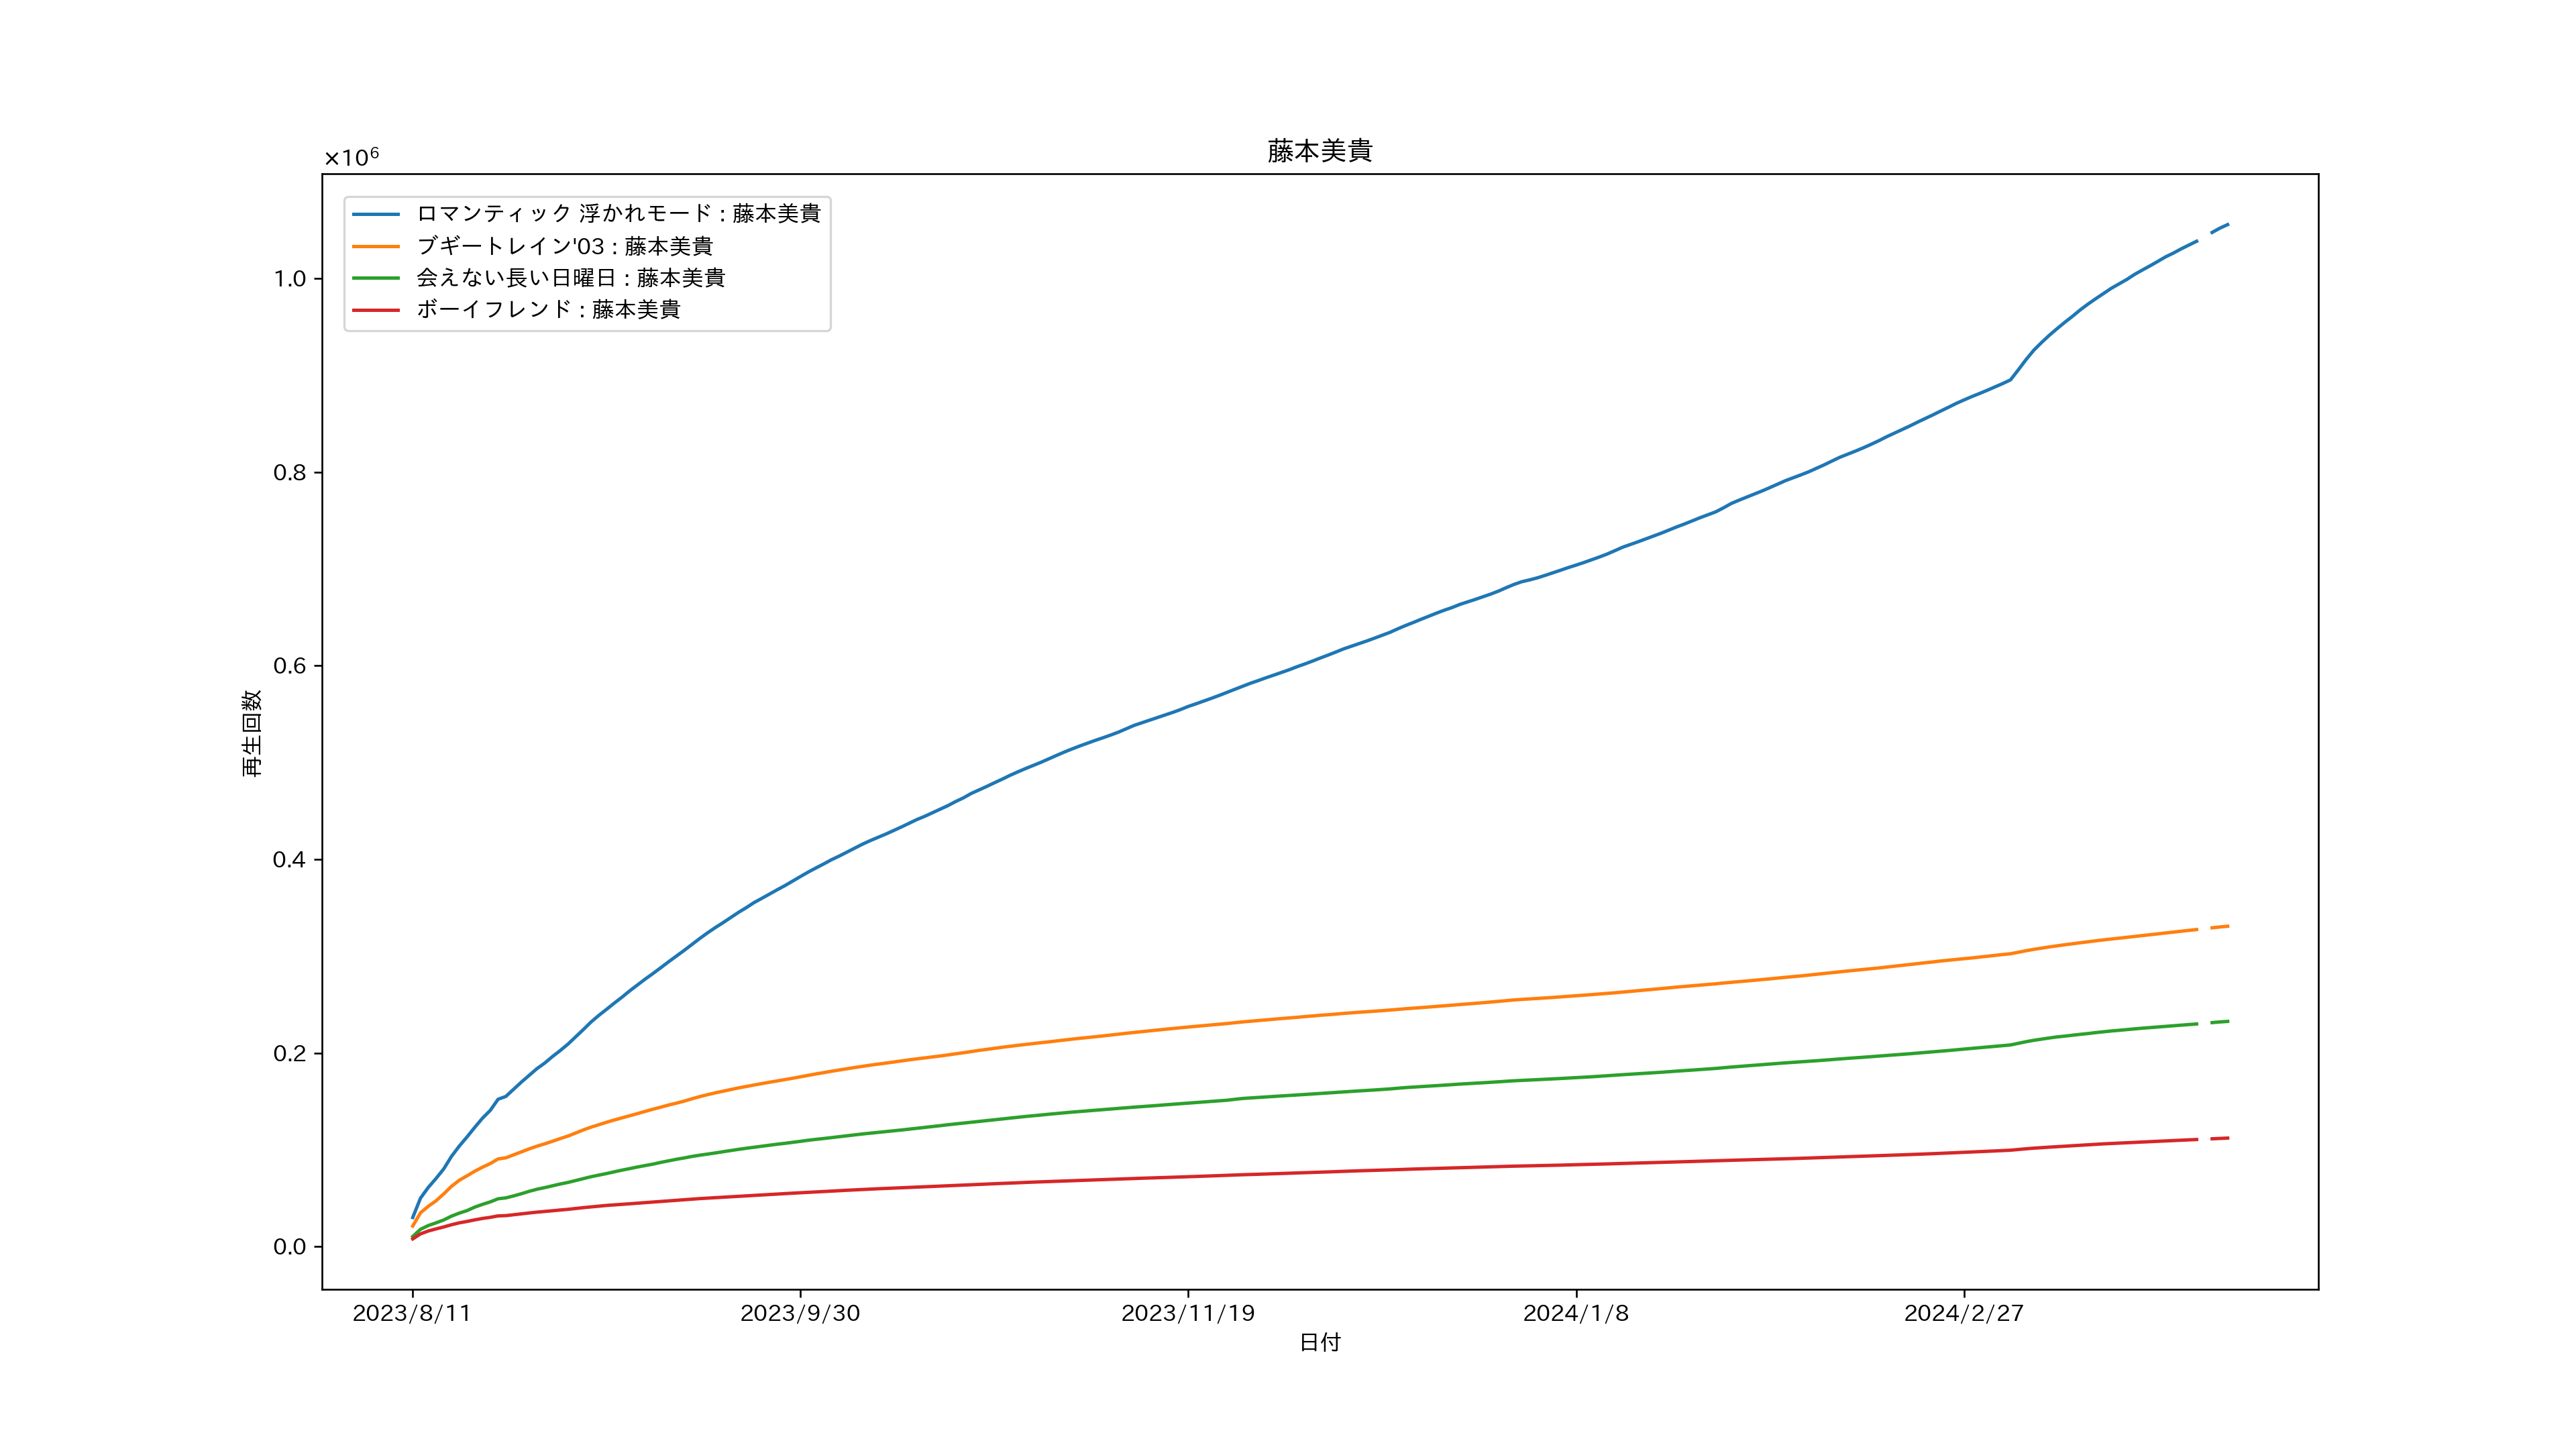 藤本美貴
×10⁶
ロマンティック 浮かれモード : 藤本美貴
ブギートレイン'03 : 藤本美貴
会えない長い日曜日 : 藤本美貴
ボーイフレンド : 藤本美貴
1.0
0.8
0.6
0.4
0.2
0.0
再生回数
2023/8/11 2023/9/30 2023/11/19 2024/1/8 2024/2/27
日付